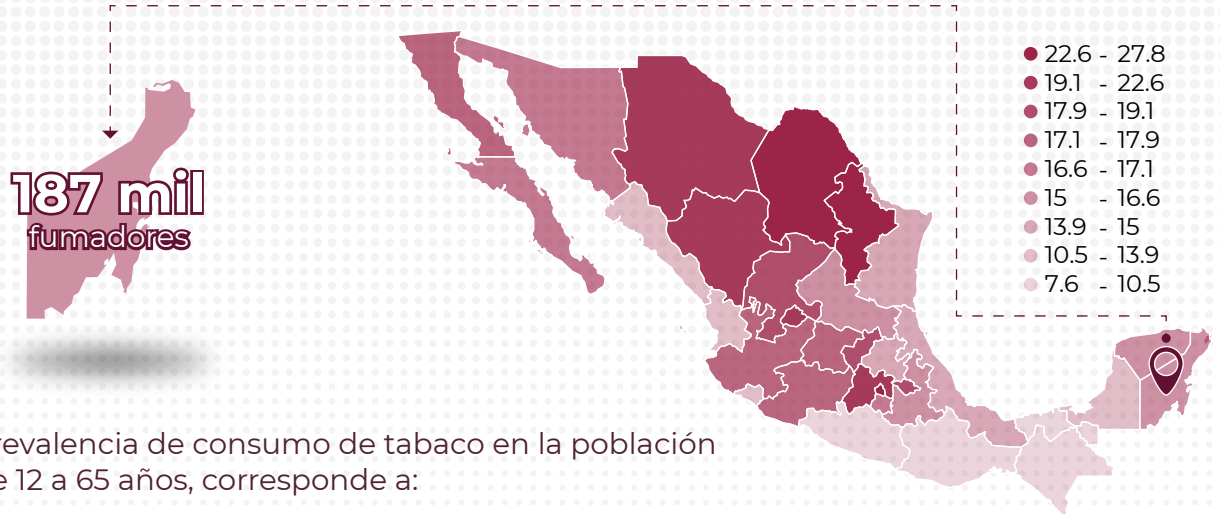 187 mil
fumadores
22.6 - 27.8
19.1 - 22.6
17.9 - 19.1
17.1 - 17.9
16.6 - 17.1
15 - 16.6
13.9 - 15
10.5 - 13.9
7.6 - 10.5
revalencia de consumo de tabaco en la población
e 12 a 65 años, corresponde a: